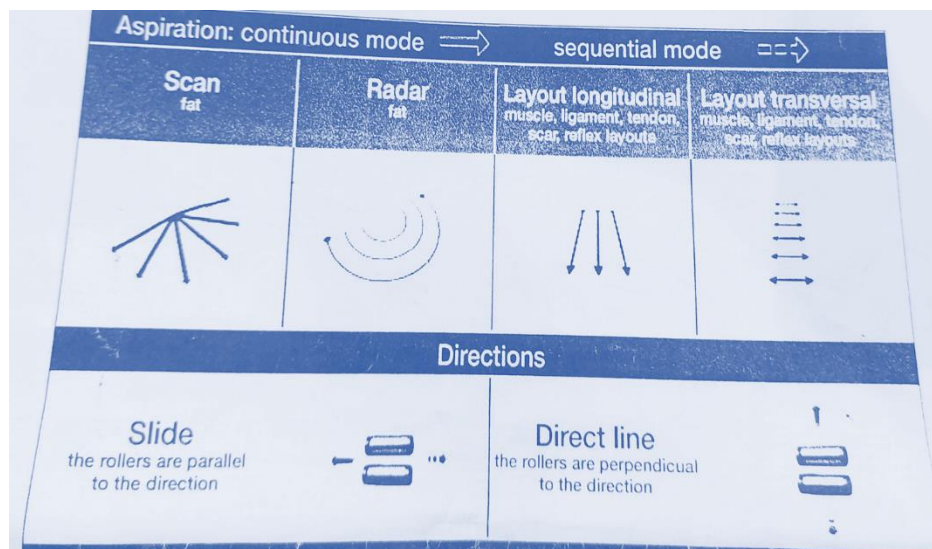 Aspiration: continuous mode sequential mode
Scan
fat
Radar
fat
Layout longitudinal
muscle, ligament, tendon,
scar, reflex layouts
Layout transversal
muscle, ligament, tendon,
scar, reflex layouts
Directions
Slide
the rollers are parallel
to the direction
Direct line
the rollers are perpendicual
to the direction